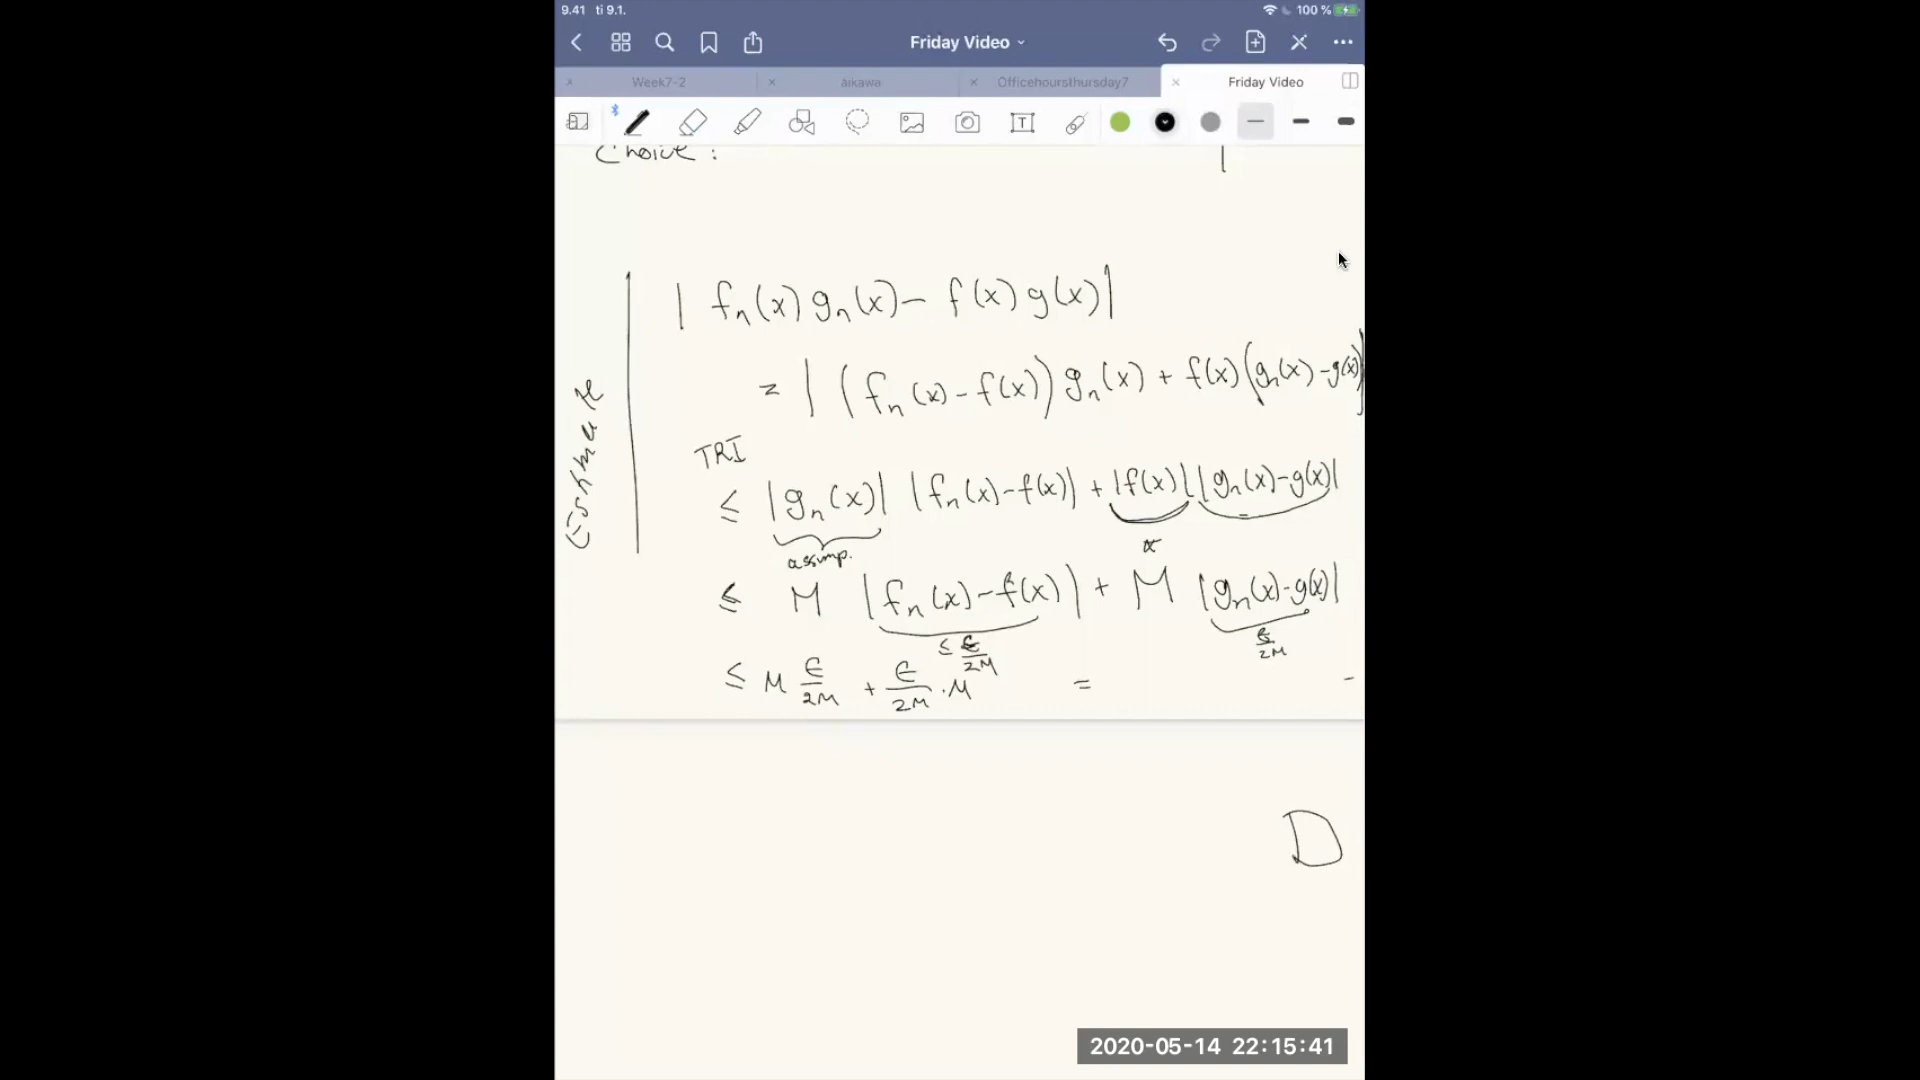 9.41 ti 9.1. 100 %
Friday Video
Week7-2 aikawa Officehoursthursday7 Friday Video
Choice :
| fₙ(x) gₙ(x) − f(x) g(x) |
= | (fₙ(x) − f(x)) gₙ(x) + f(x) (gₙ(x) − g(x)) |
Estimate
TRI
≤ |gₙ(x)| |fₙ(x) − f(x)| + |f(x)| |gₙ(x) − g(x)|
assump.
≤ M |fₙ(x) − f(x)| + M |gₙ(x) − g(x)|
≤ ε/2M ε/2M
≤ M ε/2M + ε/2M · M =
D
2020-05-14 22:15:41